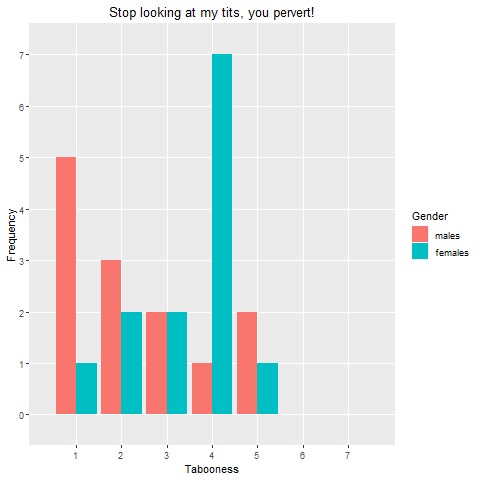 Stop looking at my tits, you pervert!
7
6
5
4
3
2
1
0
Frequency
1 2 3 4 5 6 7
Tabooness
Gender
males
females